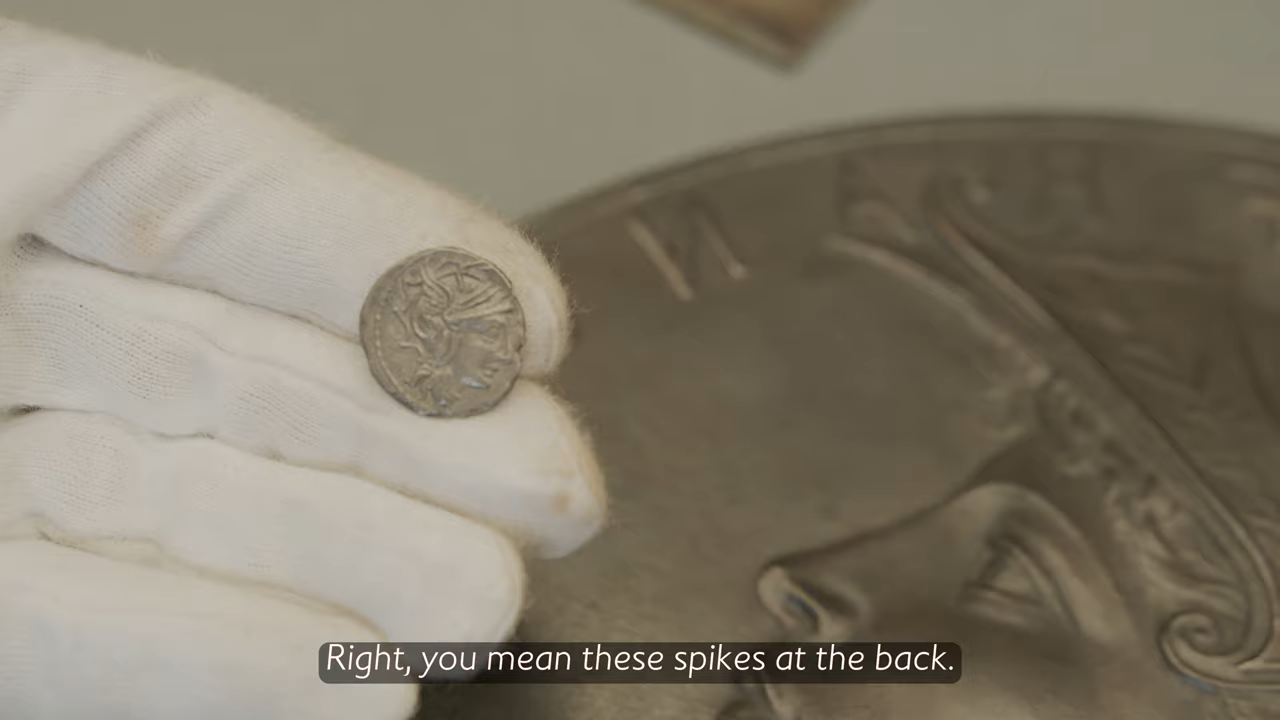 И
Right, you mean these spikes at the back.